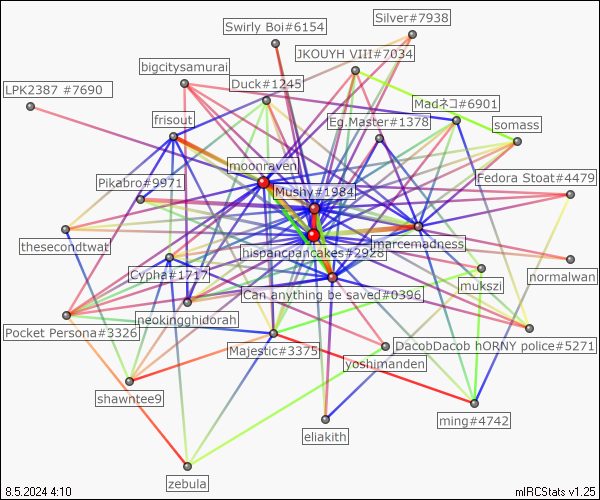 Silver#7938
Swirly Boi#6154
JKOUYH VIII#7034
bigcitysamurai
Duck#1245
LPK2387 #7690
Madネコ#6901
frisout
Eg.Master#1378
somass
moonraven
Fedora Stoat#4479
Pikabro#9971
Mushy#1984
thesecondtwat
marcemadness
hispancpancakes#2928
Cypha#1717
normalwan
mukszi
Can anything be saved#0396
neokingghidorah
Pocket Persona#3326
DacobDacob hORNY police#5271
Majestic#3375
yoshimanden
shawntee9
ming#4742
eliakith
zebula
8.5.2024 4:10
mIRCStats v1.25